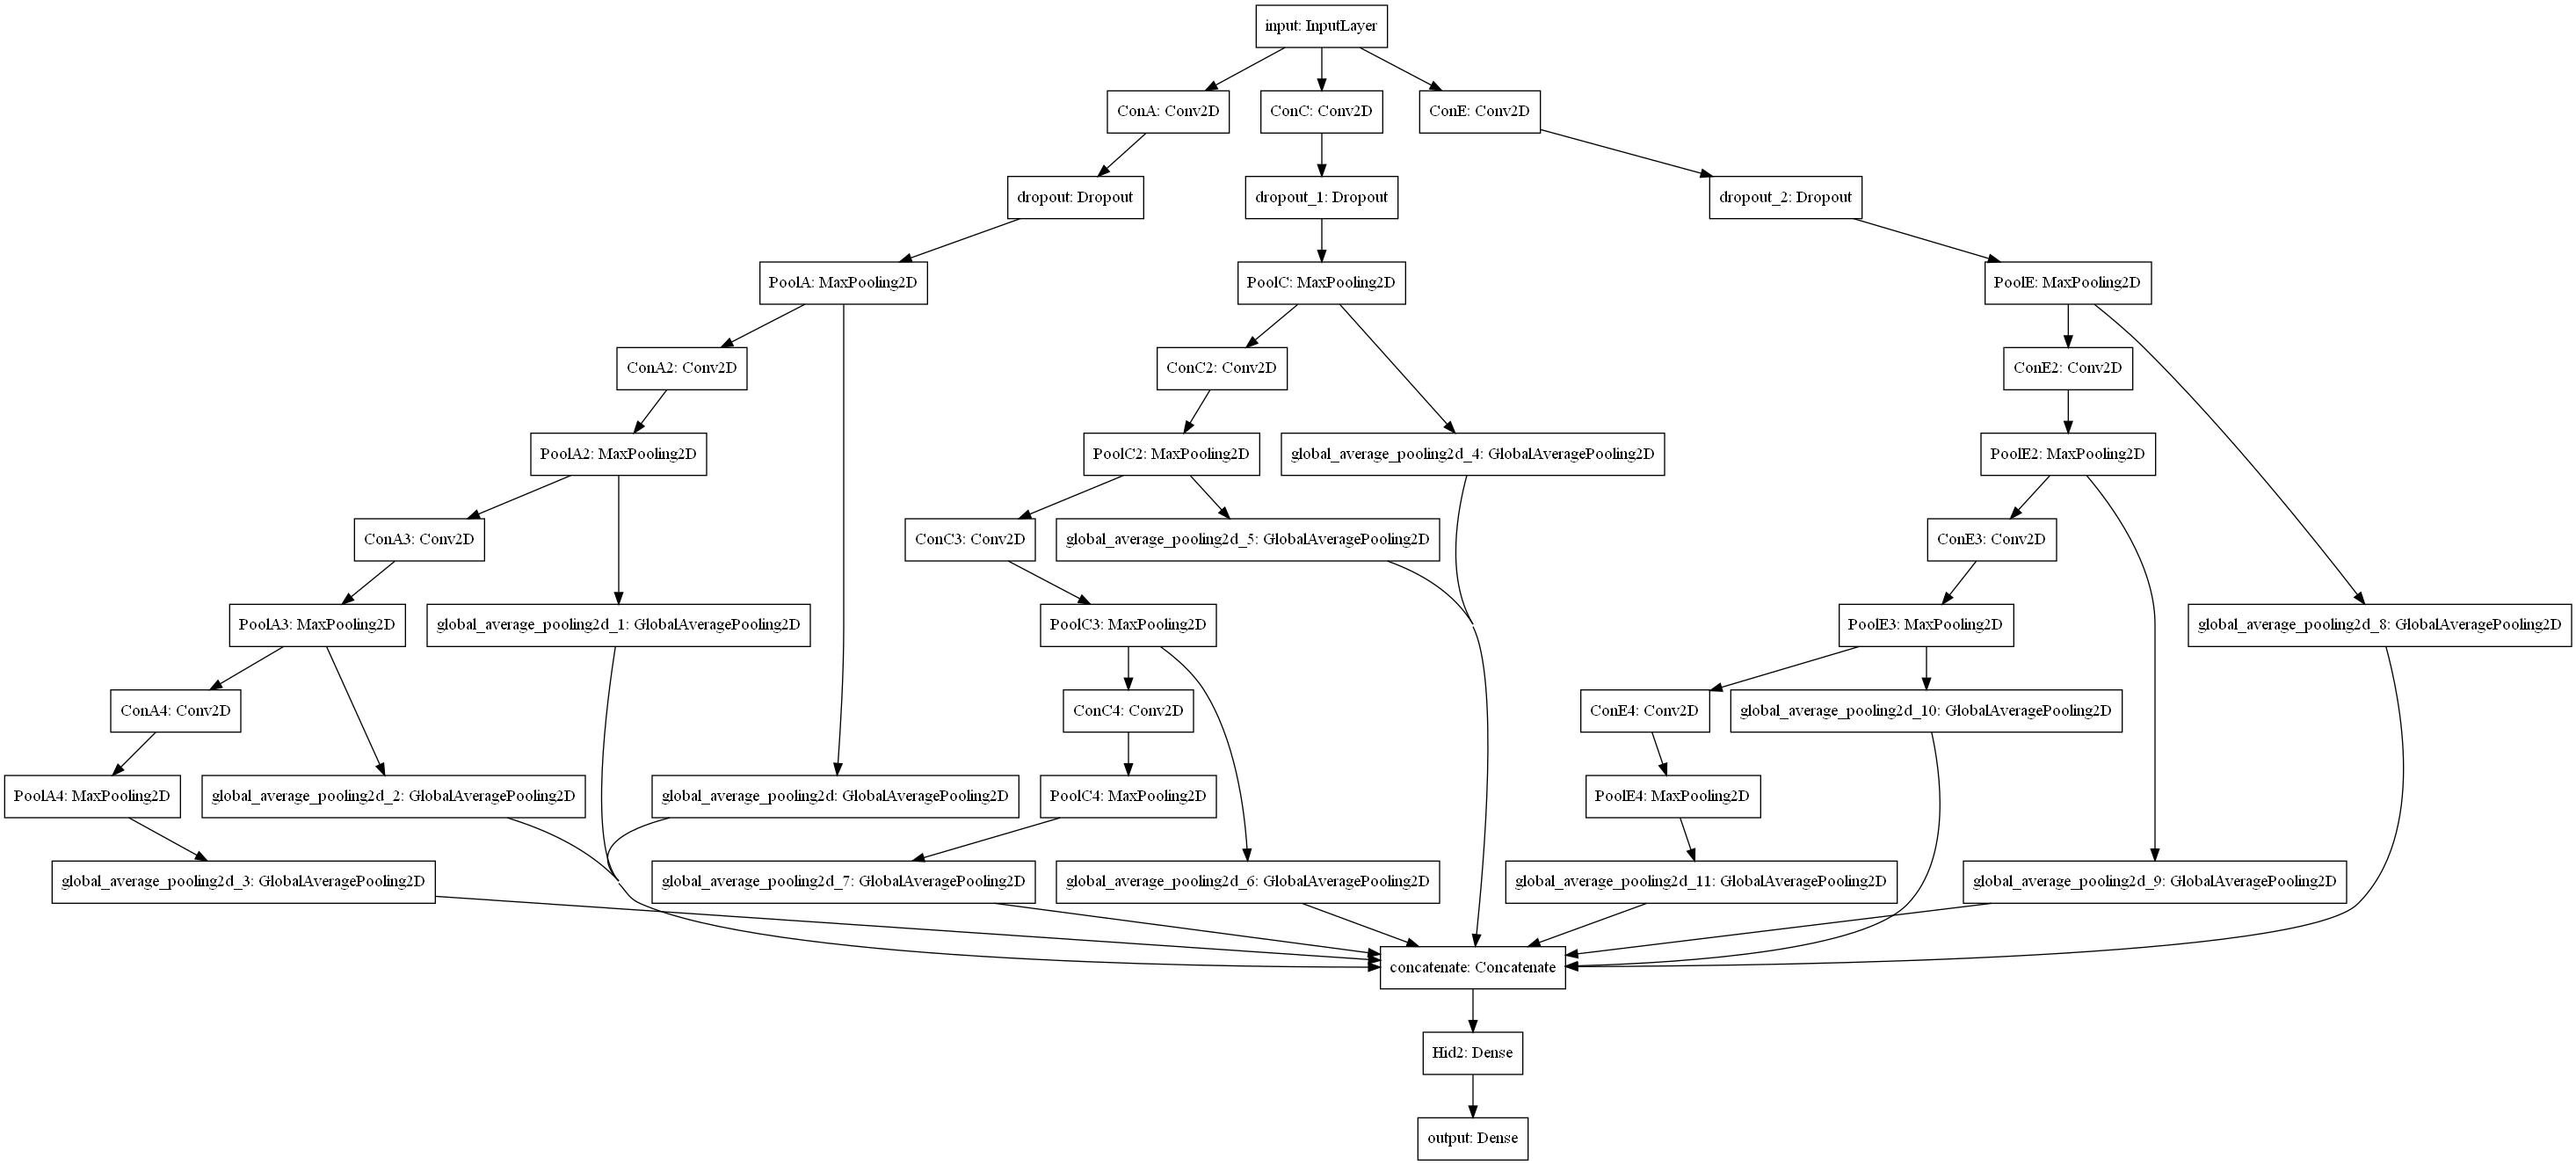 input: InputLayer
ConA: Conv2D
ConC: Conv2D
ConE: Conv2D
dropout: Dropout
dropout_1: Dropout
dropout_2: Dropout
PoolA: MaxPooling2D
PoolC: MaxPooling2D
PoolE: MaxPooling2D
ConA2: Conv2D
ConC2: Conv2D
ConE2: Conv2D
PoolA2: MaxPooling2D
PoolC2: MaxPooling2D
global_average_pooling2d_4: GlobalAveragePooling2D
PoolE2: MaxPooling2D
ConA3: Conv2D
ConC3: Conv2D
global_average_pooling2d_5: GlobalAveragePooling2D
ConE3: Conv2D
PoolA3: MaxPooling2D
global_average_pooling2d_1: GlobalAveragePooling2D
PoolC3: MaxPooling2D
PoolE3: MaxPooling2D
global_average_pooling2d_8: GlobalAveragePooling2D
ConA4: Conv2D
ConC4: Conv2D
ConE4: Conv2D
global_average_pooling2d_10: GlobalAveragePooling2D
PoolA4: MaxPooling2D
global_average_pooling2d_2: GlobalAveragePooling2D
global_average_pooling2d: GlobalAveragePooling2D
PoolC4: MaxPooling2D
PoolE4: MaxPooling2D
global_average_pooling2d_3: GlobalAveragePooling2D
global_average_pooling2d_7: GlobalAveragePooling2D
global_average_pooling2d_6: GlobalAveragePooling2D
global_average_pooling2d_11: GlobalAveragePooling2D
global_average_pooling2d_9: GlobalAveragePooling2D
concatenate: Concatenate
Hid2: Dense
output: Dense